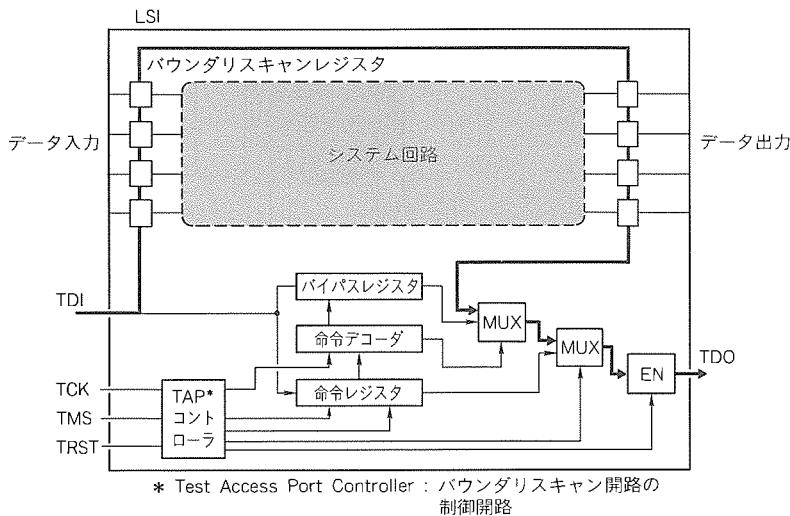 LSI
バウンダリスキャンレジスタ
データ入力
システム回路
データ出力
TDI
バイパスレジスタ
命令デコーダ
命令レジスタ
MUX
MUX
EN
TDO
TCK
TMS
TRST
TAP*
コント
ローラ
* Test Access Port Controller : バウンダリスキャン開路の
制御開路